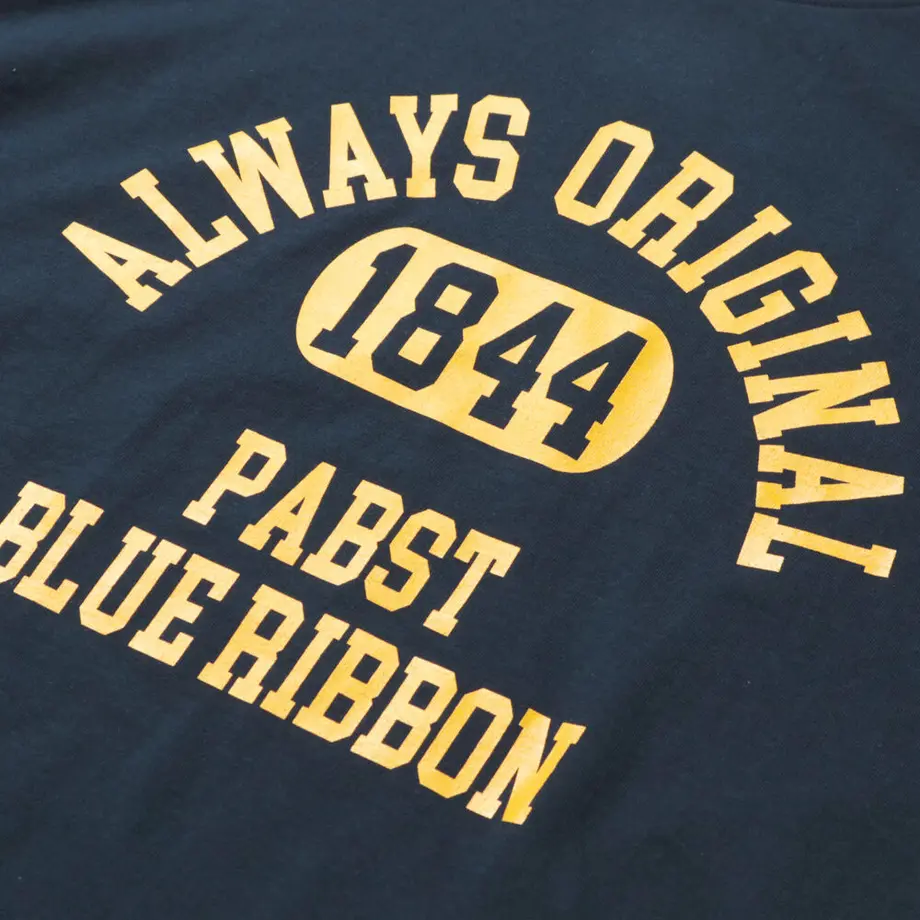 ALWAYS ORIGINAL
1844
PABST
BLUE RIBBON